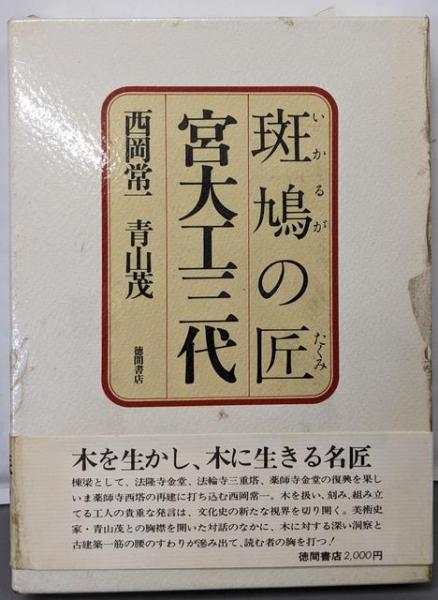 斑鳩の匠
いかるが
たくみ
宮大工三代
西岡常一 青山茂
徳間書店
木を生かし、木に生きる名匠
棟梁として、法隆寺金堂、法輪寺三重塔、薬師寺金堂の復興を果し
いま薬師寺西塔の再建に打ち込む西岡常一。木を扱い、刻み、組み立
てる工人の貴重な発言は、文化史の新たな視界を切り開く。美術史
家・青山茂との胸襟を開いた対話のなかに、木に対する深い洞察と
古建築一筋の腰のすわりが滲み出て、読む者の胸を打つ！
徳間書店 2,000円